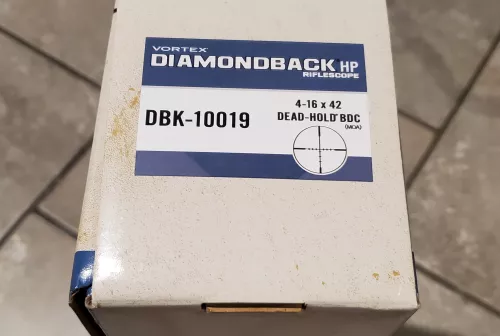 VORTEX
DIAMONDBACK HP
RIFLESCOPE
4-16 x 42
DBK-10019
DEAD-HOLD® BDC
(MOA)